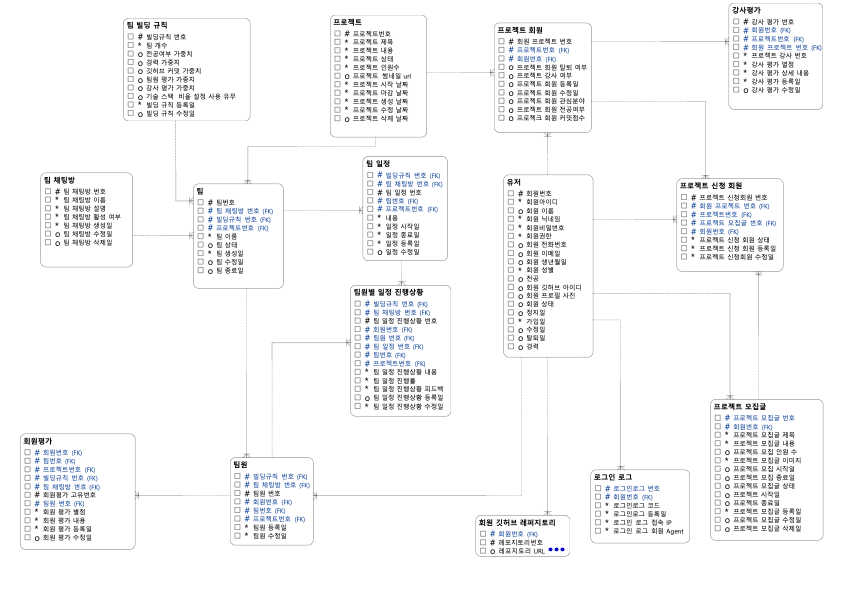 팀 빌딩 규칙
# 빌딩규칙 번호
* 팀 개수
o 전공여부 가중치
o 경력 가중치
o 깃허브 커밋 가중치
o 팀원 평가 가중치
o 강사 평가 가중치
o 기술 스택 비율 설정 사용 유무
* 빌딩 규칙 등록일
o 빌딩 규칙 수정일
프로젝트
# 프로젝트번호
* 프로젝트 제목
* 프로젝트 내용
* 프로젝트 상태
* 프로젝트 인원수
o 프로젝트 썸네일 url
* 프로젝트 시작 날짜
* 프로젝트 마감 날짜
* 프로젝트 생성 날짜
* 프로젝트 수정 날짜
o 프로젝트 삭제 날짜
프로젝트 회원
# 회원 프로젝트 번호
# 프로젝트번호 (FK)
# 회원번호 (FK)
o 프로젝트 회원 탈퇴 여부
o 프로젝트 강사 여부
o 프로젝트 회원 등록일
o 프로젝트 회원 수정일
o 프로젝트 회원 관심분야
o 프로젝트 회원 전공여부
o 프로젝크 회원 커밋점수
강사평가
# 강사 평가 번호
# 회원번호 (FK)
# 프로젝트번호 (FK)
# 회원 프로젝트 번호 (FK)
* 프로젝트 강사 번호
* 강사 평가 별점
* 강사 평가 상세 내용
* 강사 평가 등록일
o 강사 평가 수정일
팀 채팅방
# 팀 채팅방 번호
* 팀 채팅방 이름
* 팀 채팅방 설명
* 팀 채팅방 활성 여부
* 팀 채팅방 생성일
o 팀 채팅방 수정일
o 팀 채팅방 삭제일
팀
# 팀번호
# 팀 채팅방 번호 (FK)
# 빌딩규칙 번호 (FK)
# 프로젝트번호 (FK)
* 팀 이름
o 팀 상태
* 팀 생성일
o 팀 수정일
o 팀 종료일
팀 일정
# 빌딩규칙 번호 (FK)
# 팀 채팅방 번호 (FK)
# 팀 일정 번호
# 팀번호 (FK)
# 프로젝트번호 (FK)
* 내용
* 일정 시작일
* 일정 종료일
* 일정 등록일
o 일정 수정일
유저
# 회원번호
* 회원아이디
o 회원 이름
* 회원 닉네임
* 회원비밀번호
* 회원권한
o 회원 전화번호
o 회원 이메일
o 회원 생년월일
* 회원 성별
o 전공
o 회원 깃허브 아이디
o 회원 프로필 사진
o 회원 상태
o 정지일
* 가입일
o 수정일
o 탈퇴일
o 경력
프로젝트 신청 회원
# 프로젝트 신청회원 번호
# 회원 프로젝트 번호 (FK)
# 프로젝트번호 (FK)
# 프로젝트 모집글 번호 (FK)
# 회원번호 (FK)
* 프로젝트 신청 회원 상태
* 프로젝트 신청 회원 등록일
* 프로젝트 신청회원 수정일
팀원별 일정 진행상황
# 빌딩규칙 번호 (FK)
# 팀 채팅방 번호 (FK)
# 팀 일정 진행상황 번호
# 회원번호 (FK)
# 팀원 번호 (FK)
# 팀 일정 번호 (FK)
# 팀번호 (FK)
# 프로젝트번호 (FK)
* 팀 일정 진행상황 내용
* 팀 일정 진행률
* 팀 일정 진행상황 피드백
o 팀 일정 진행상황 등록일
* 팀 일정 진행상황 수정일
프로젝트 모집글
# 프로젝트 모집글 번호
# 회원번호 (FK)
* 프로젝트 모집글 제목
* 프로젝트 모집글 내용
o 프로젝트 모집 인원 수
* 프로젝트 모집글 이미지
o 프로젝트 모집 시작일
o 프로젝트 모집 종료일
o 프로젝트 모집글 상태
o 프로젝트 시작일
o 프로젝트 종료일
* 프로젝트 모집글 등록일
o 프로젝트 모집글 수정일
o 프로젝트 모집글 삭제일
회원평가
# 회원번호 (FK)
# 팀번호 (FK)
# 프로젝트번호 (FK)
# 빌딩규칙 번호 (FK)
# 팀 채팅방 번호 (FK)
# 회원평가 고유번호
# 팀원 번호 (FK)
* 회원 평가 별점
* 회원 평가 내용
* 회원 평가 등록일
o 회원 평가 수정일
팀원
# 빌딩규칙 번호 (FK)
# 팀 채팅방 번호 (FK)
# 팀원 번호
# 회원번호 (FK)
# 팀번호 (FK)
# 프로젝트번호 (FK)
* 팀원 등록일
* 팀원 수정일
회원 깃허브 레퍼지토리
# 회원번호 (FK)
# 레포지토리번호
o 레포지토리 URL
로그인 로그
# 로그인로그 번호
# 회원번호 (FK)
* 로그인로그 코드
* 로그인로그 등록일
* 로그인 로그 접속 IP
* 로그인 로그 회원 Agent